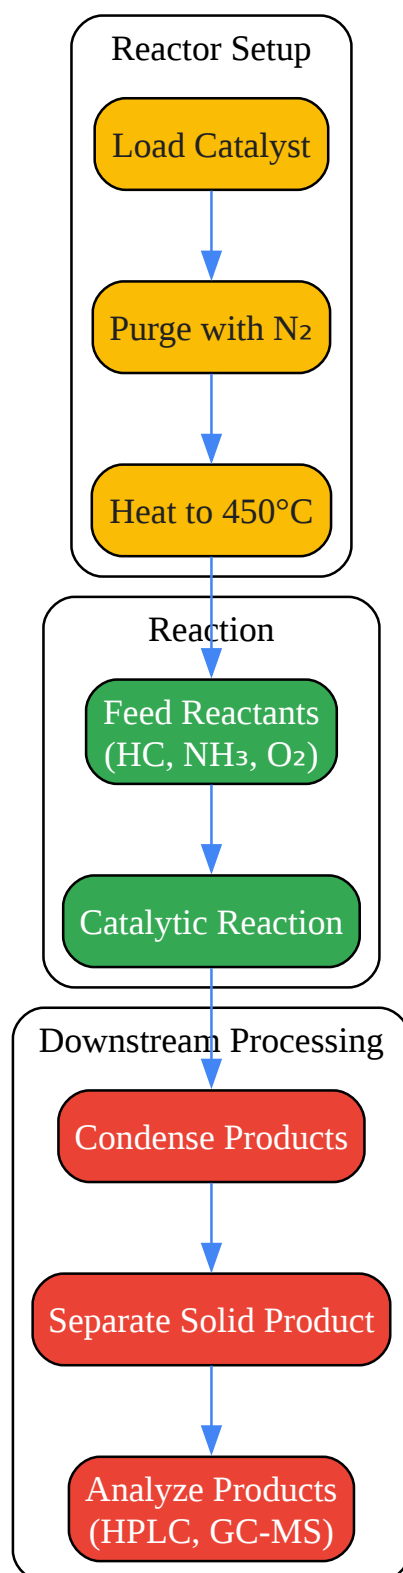 Reactor Setup
Load Catalyst
Purge with N₂
Heat to 450°C
Reaction
Feed Reactants
(HC, NH₃, O₂)
Catalytic Reaction
Downstream Processing
Condense Products
Separate Solid Product
Analyze Products
(HPLC, GC-MS)